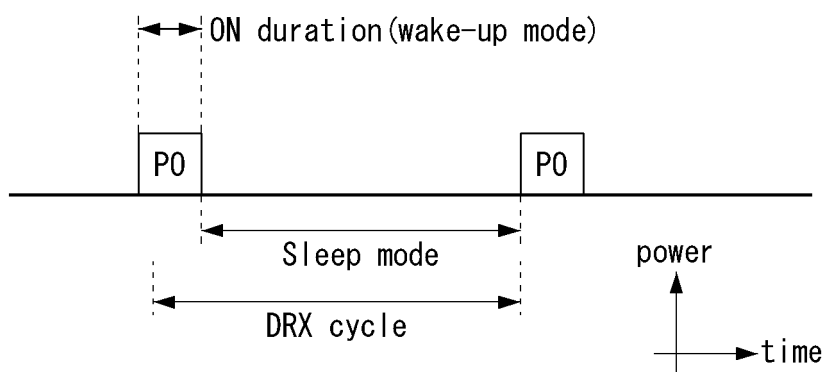 ON duration(wake-up mode)
PO PO
Sleep mode
DRX cycle
power
time